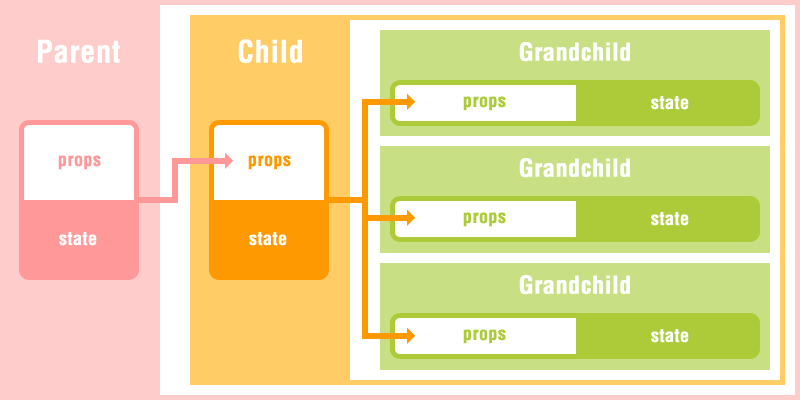 Parent
props
state
Child
props
state
Grandchild
props state
Grandchild
props state
Grandchild
props state